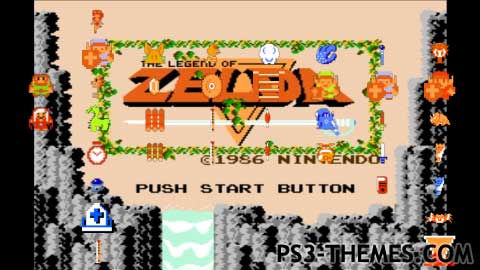 THE LEGEND OF
ZELDA
©1986 NINTENDO
PUSH START BUTTON
PS3-THEMES.COM